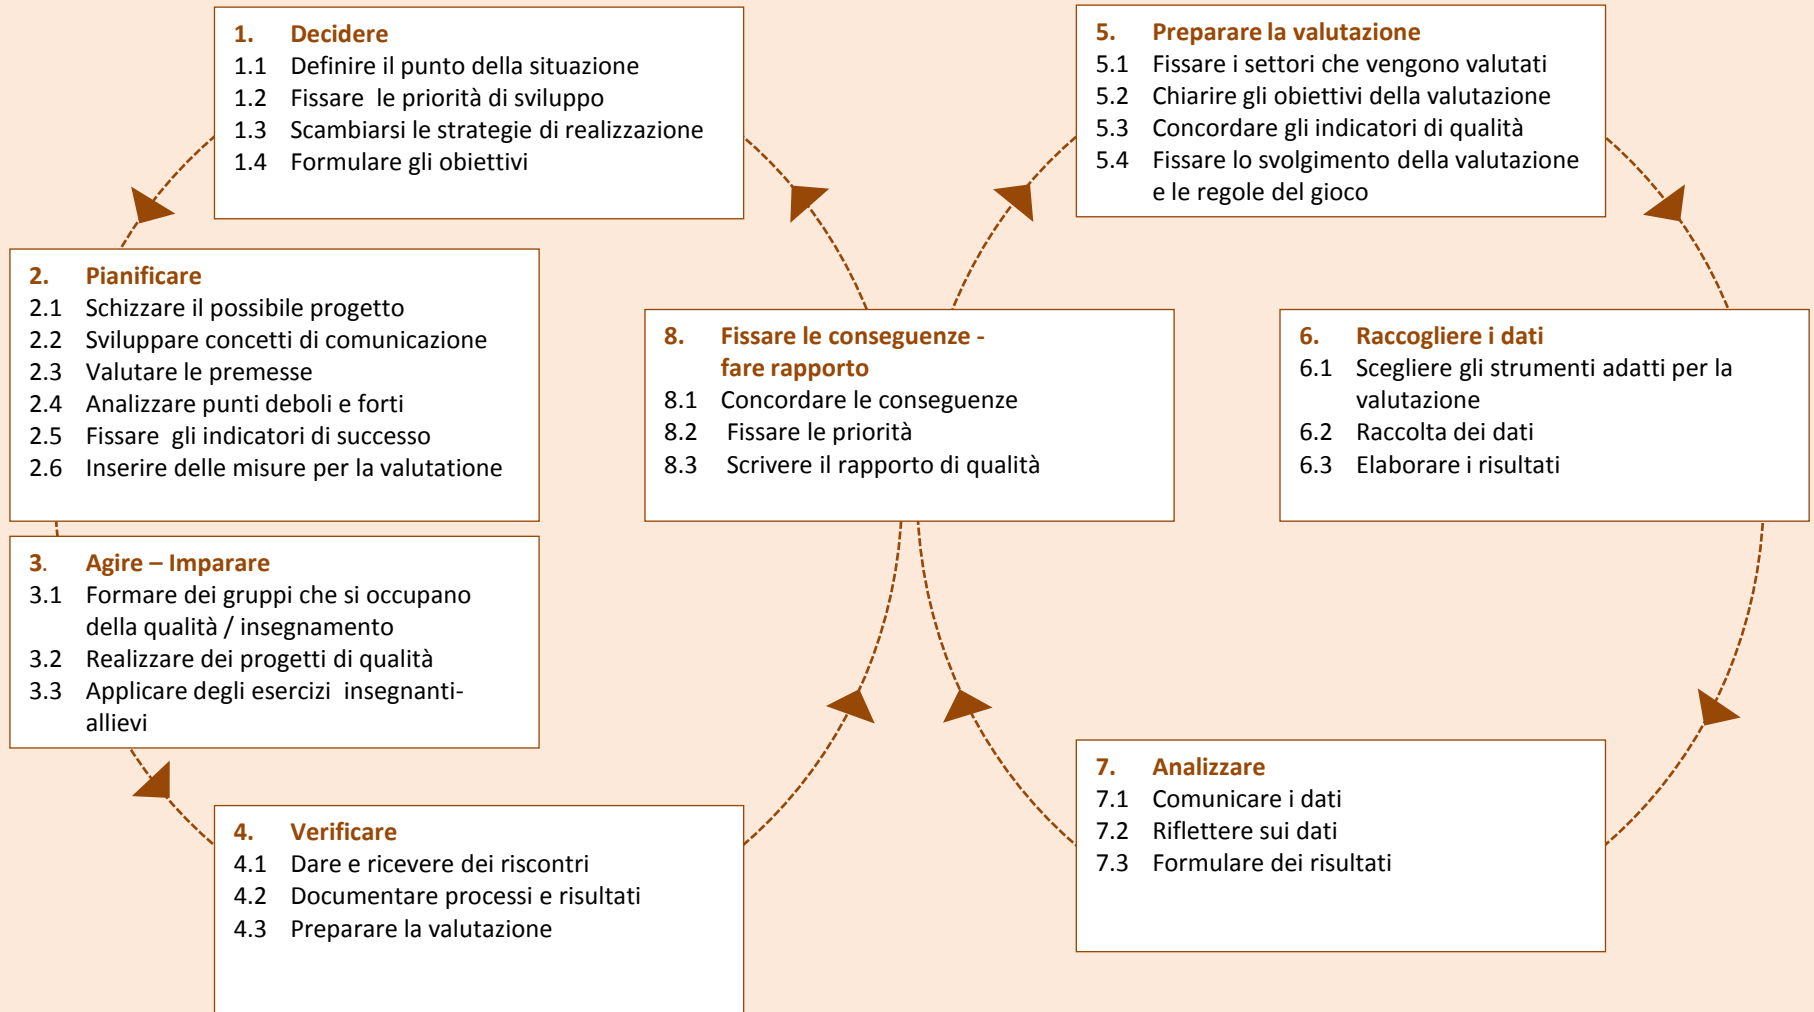 1. Decidere
1.1 Definire il punto della situazione
1.2 Fissare le priorità di sviluppo
1.3 Scambiarsi le strategie di realizzazione
1.4 Formulare gli obiettivi
2. Pianificare
2.1 Schizzare il possibile progetto
2.2 Sviluppare concetti di comunicazione
2.3 Valutare le premesse
2.4 Analizzare punti deboli e forti
2.5 Fissare gli indicatori di successo
2.6 Inserire delle misure per la valutatione
3. Agire – Imparare
3.1 Formare dei gruppi che si occupano
della qualità / insegnamento
3.2 Realizzare dei progetti di qualità
3.3 Applicare degli esercizi insegnanti-
allievi
4. Verificare
4.1 Dare e ricevere dei riscontri
4.2 Documentare processi e risultati
4.3 Preparare la valutazione
5. Preparare la valutazione
5.1 Fissare i settori che vengono valutati
5.2 Chiarire gli obiettivi della valutazione
5.3 Concordare gli indicatori di qualità
5.4 Fissare lo svolgimento della valutazione
e le regole del gioco
6. Raccogliere i dati
6.1 Scegliere gli strumenti adatti per la
valutazione
6.2 Raccolta dei dati
6.3 Elaborare i risultati
7. Analizzare
7.1 Comunicare i dati
7.2 Riflettere sui dati
7.3 Formulare dei risultati
8. Fissare le conseguenze -
fare rapporto
8.1 Concordare le conseguenze
8.2 Fissare le priorità
8.3 Scrivere il rapporto di qualità